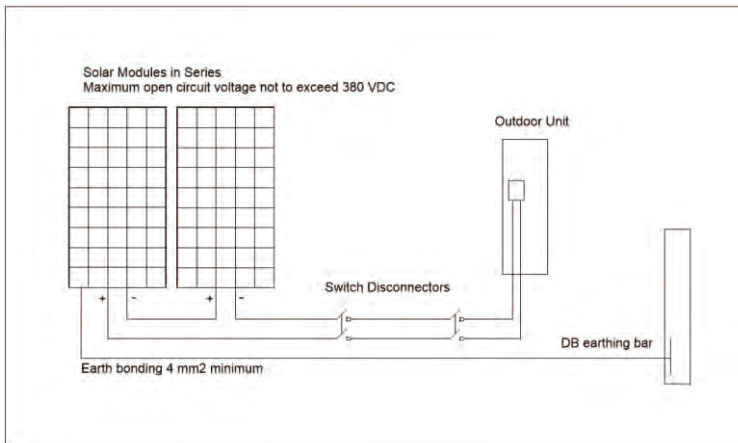 Solar Modules in Series
Maximum open circuit voltage not to exceed 380 VDC
Outdoor Unit
+ - + -
Switch Disconnectors
DB earthing bar
Earth bonding 4 mm2 minimum